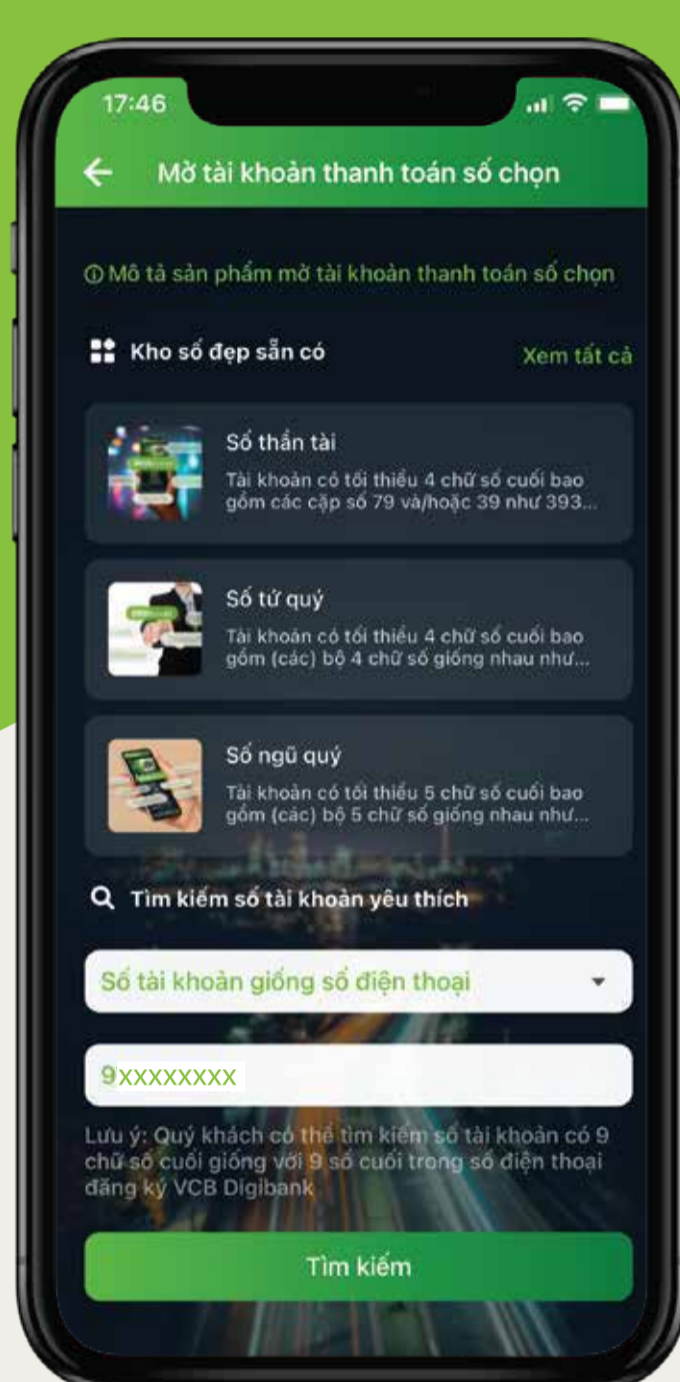 17:46
Mở tài khoản thanh toán số chọn
Mô tả sản phẩm mở tài khoản thanh toán số chọn
Kho số đẹp sẵn có
Xem tất cả
Số thần tài
Tài khoản có tối thiểu 4 chữ số cuối bao
gồm các cặp số 79 và/hoặc 39 như 393...
Số tứ quý
Tài khoản có tối thiểu 4 chữ số cuối bao
gồm (các) bộ 4 chữ số giống nhau như...
Số ngũ quý
Tài khoản có tối thiểu 5 chữ số cuối bao
gồm (các) bộ 5 chữ số giống nhau như...
Tìm kiếm số tài khoản yêu thích
Số tài khoản giống số điện thoại
9XXXXXXXX
Lưu ý: Quý khách có thể tìm kiếm số tài khoản có 9
chữ số cuối giống với 9 số cuối trong số điện thoại
đăng ký VCB Digibank
Tìm kiếm